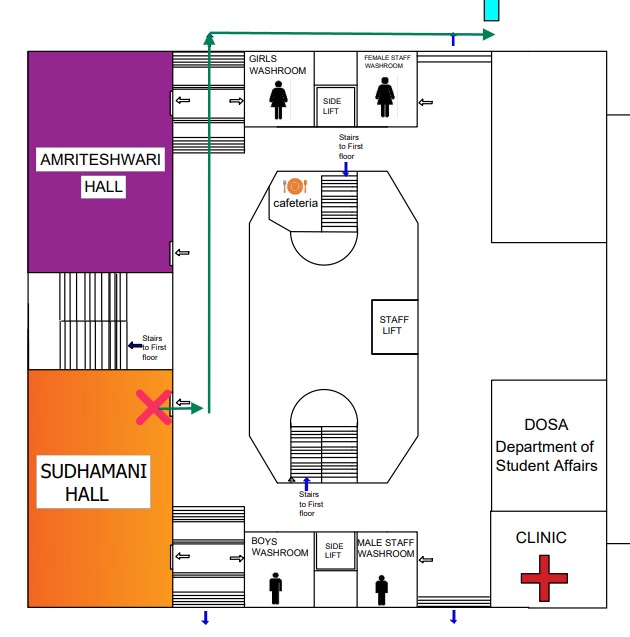 GIRLS
WASHROOM
SIDE
LIFT
FEMALE STAFF
WASHROOM
AMRITESHWARI
HALL
Stairs
to First
floor
cafeteria
STAFF
LIFT
Stairs
to First
floor
SUDHAMANI
HALL
DOSA
Department of
Student Affairs
Stairs
to First
floor
BOYS
WASHROOM
SIDE
LIFT
MALE STAFF
WASHROOM
CLINIC